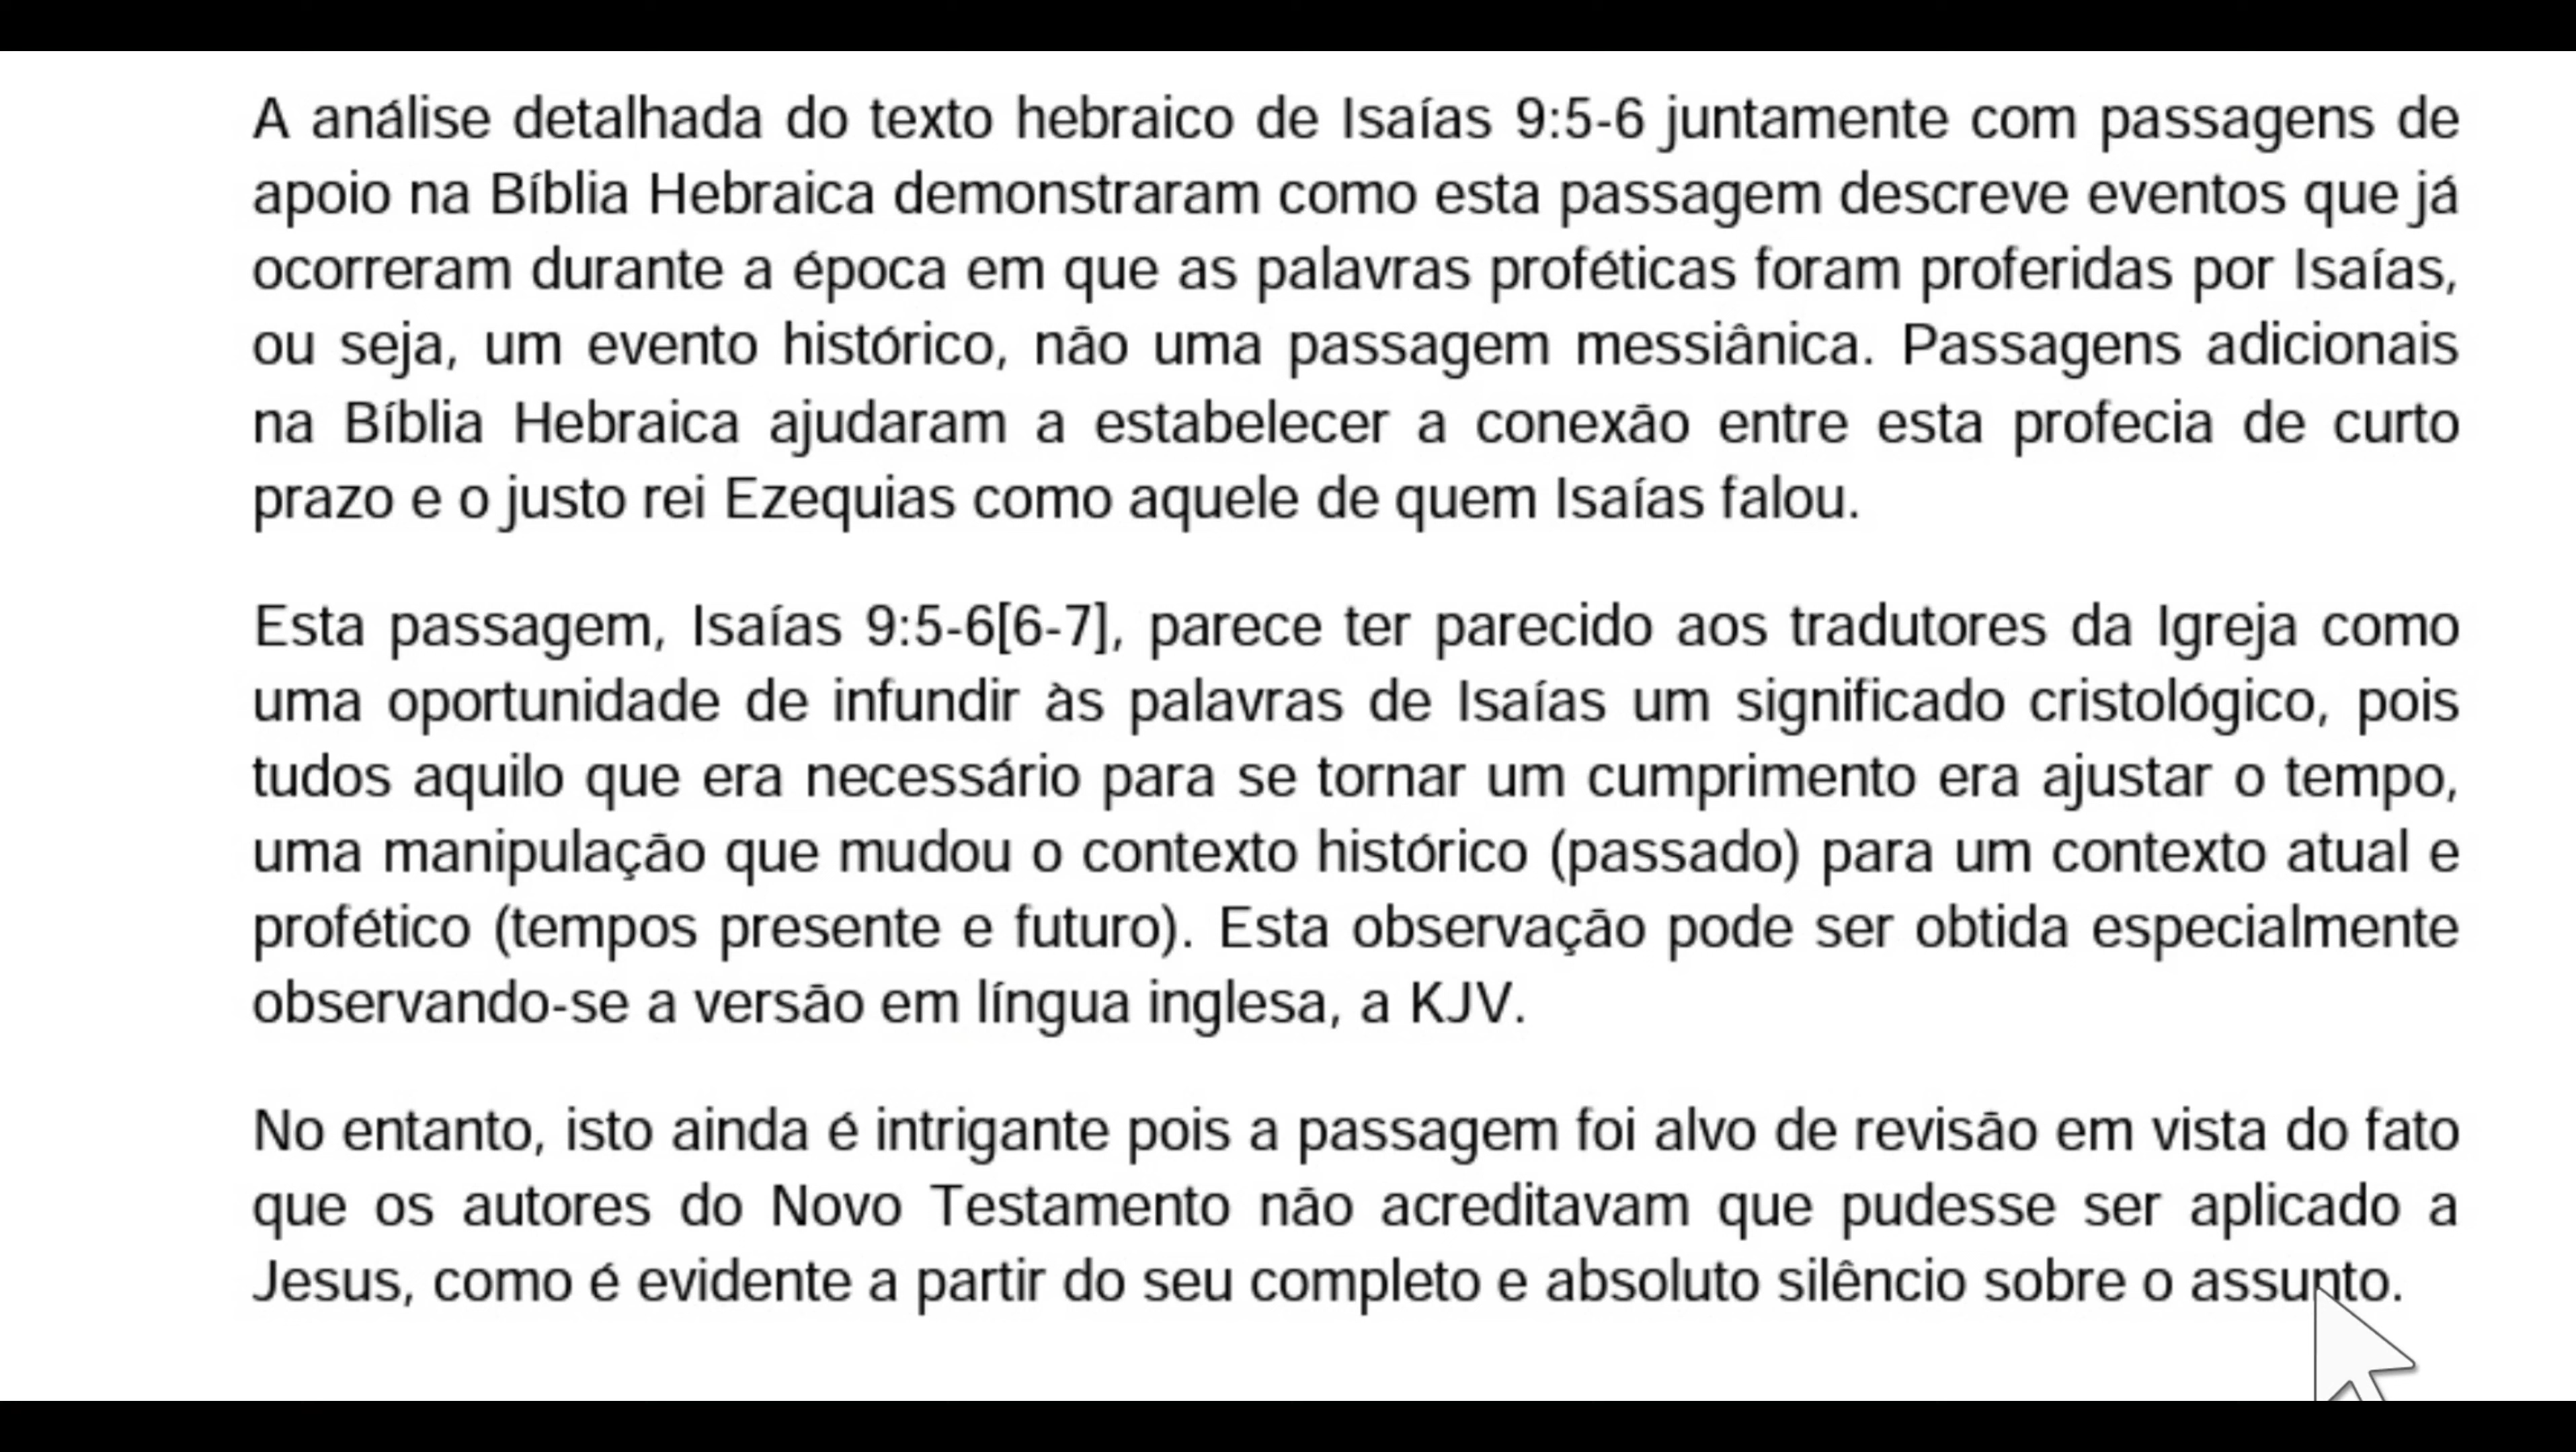 A análise detalhada do texto hebraico de Isaías 9:5-6 juntamente com passagens de
apoio na Bíblia Hebraica demonstraram como esta passagem descreve eventos que já
ocorreram durante a época em que as palavras proféticas foram proferidas por Isaías,
ou seja, um evento histórico, não uma passagem messiânica. Passagens adicionais
na Bíblia Hebraica ajudaram a estabelecer a conexão entre esta profecia de curto
prazo e o justo rei Ezequias como aquele de quem Isaías falou.
Esta passagem, Isaías 9:5-6[6-7], parece ter parecido aos tradutores da Igreja como
uma oportunidade de infundir às palavras de Isaías um significado cristológico, pois
tudos aquilo que era necessário para se tornar um cumprimento era ajustar o tempo,
uma manipulação que mudou o contexto histórico (passado) para um contexto atual e
profético (tempos presente e futuro). Esta observação pode ser obtida especialmente
observando-se a versão em língua inglesa, a KJV.
No entanto, isto ainda é intrigante pois a passagem foi alvo de revisão em vista do fato
que os autores do Novo Testamento não acreditavam que pudesse ser aplicado a
Jesus, como é evidente a partir do seu completo e absoluto silêncio sobre o assunto.